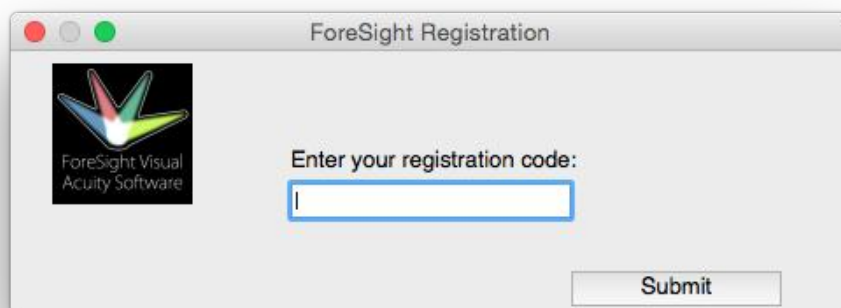 ForeSight Registration
ForeSight Visual
Acuity Software
Enter your registration code:
Submit